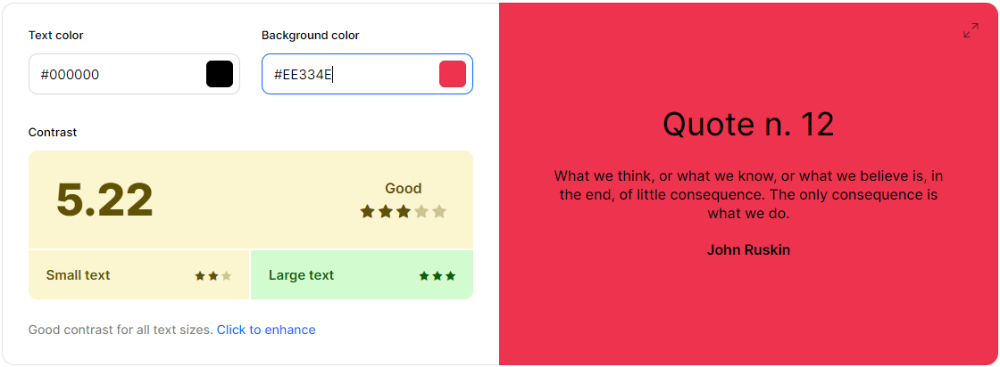 Text color
Background color
#000000
#EE334E
Contrast
5.22
Good
Small text
Large text
Good contrast for all text sizes. Click to enhance
Quote n. 12
What we think, or what we know, or what we believe is, in
the end, of little consequence. The only consequence is
what we do.
John Ruskin